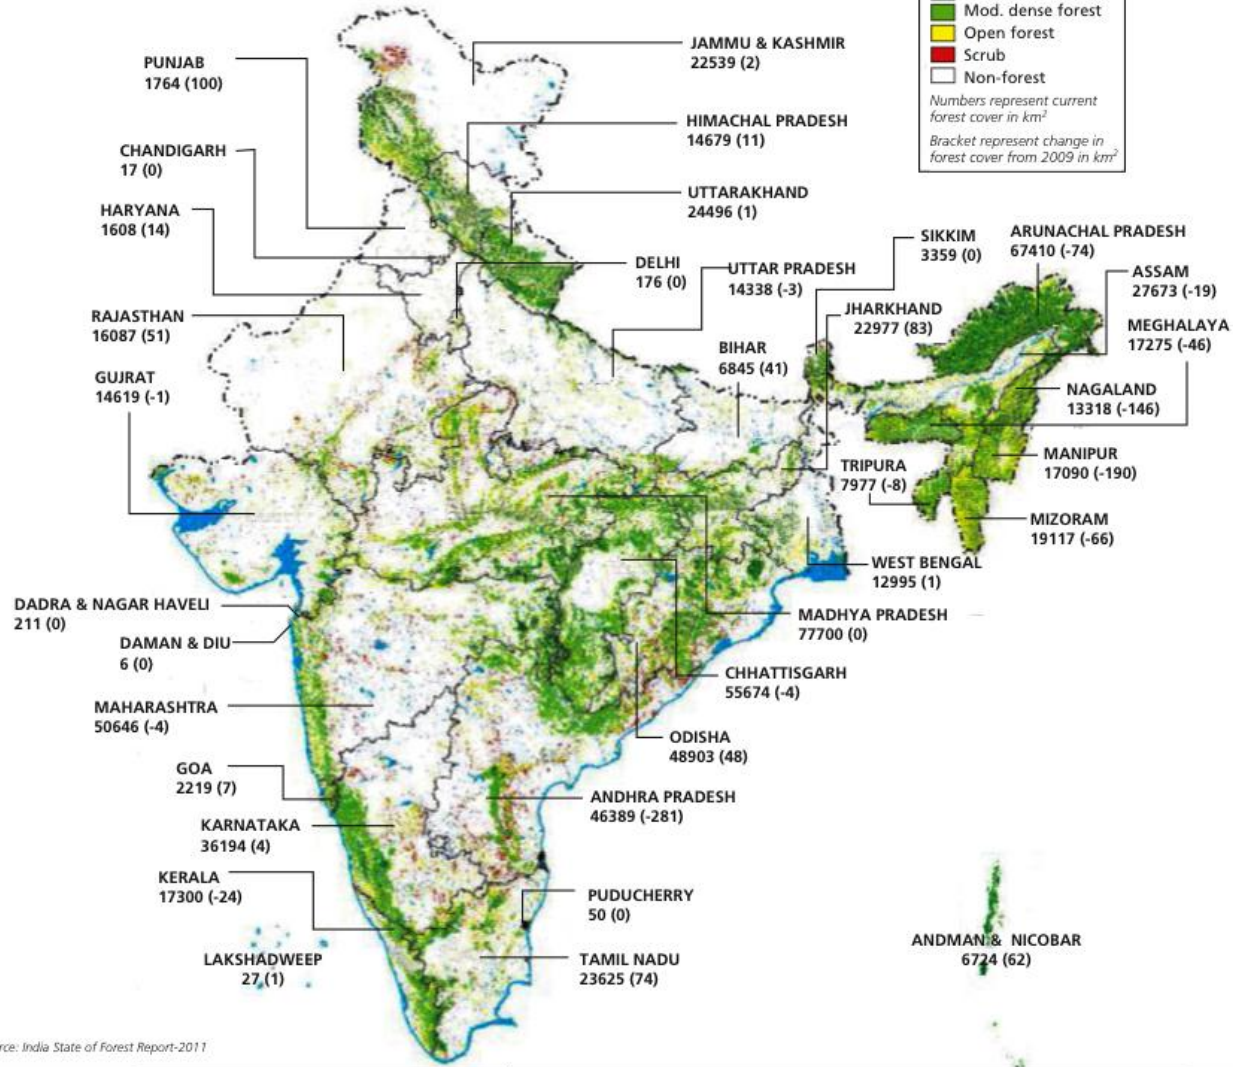 Mod. dense forest
Open forest
Scrub
Non-forest
Numbers represent current
forest cover in km²
Bracket represent change in
forest cover from 2009 in km²
JAMMU & KASHMIR
22539 (2)
PUNJAB
1764 (100)
HIMACHAL PRADESH
14679 (11)
CHANDIGARH
17 (0)
UTTARAKHAND
24496 (1)
HARYANA
1608 (14)
SIKKIM
3359 (0)
ARUNACHAL PRADESH
67410 (-74)
DELHI
176 (0)
UTTAR PRADESH
14338 (-3)
ASSAM
27673 (-19)
JHARKHAND
22977 (83)
RAJASTHAN
16087 (51)
MEGHALAYA
17275 (-46)
BIHAR
6845 (41)
GUJRAT
14619 (-1)
NAGALAND
13318 (-146)
MANIPUR
17090 (-190)
TRIPURA
7977 (-8)
MIZORAM
19117 (-66)
WEST BENGAL
12995 (1)
DADRA & NAGAR HAVELI
211 (0)
MADHYA PRADESH
77700 (0)
DAMAN & DIU
6 (0)
CHHATTISGARH
55674 (-4)
MAHARASHTRA
50646 (-4)
ODISHA
48903 (48)
GOA
2219 (7)
ANDHRA PRADESH
46389 (-281)
KARNATAKA
36194 (4)
KERALA
17300 (-24)
PUDUCHERRY
50 (0)
ANDMAN & NICOBAR
6724 (62)
LAKSHADWEEP
27 (1)
TAMIL NADU
23625 (74)
rce: India State of Forest Report-2011